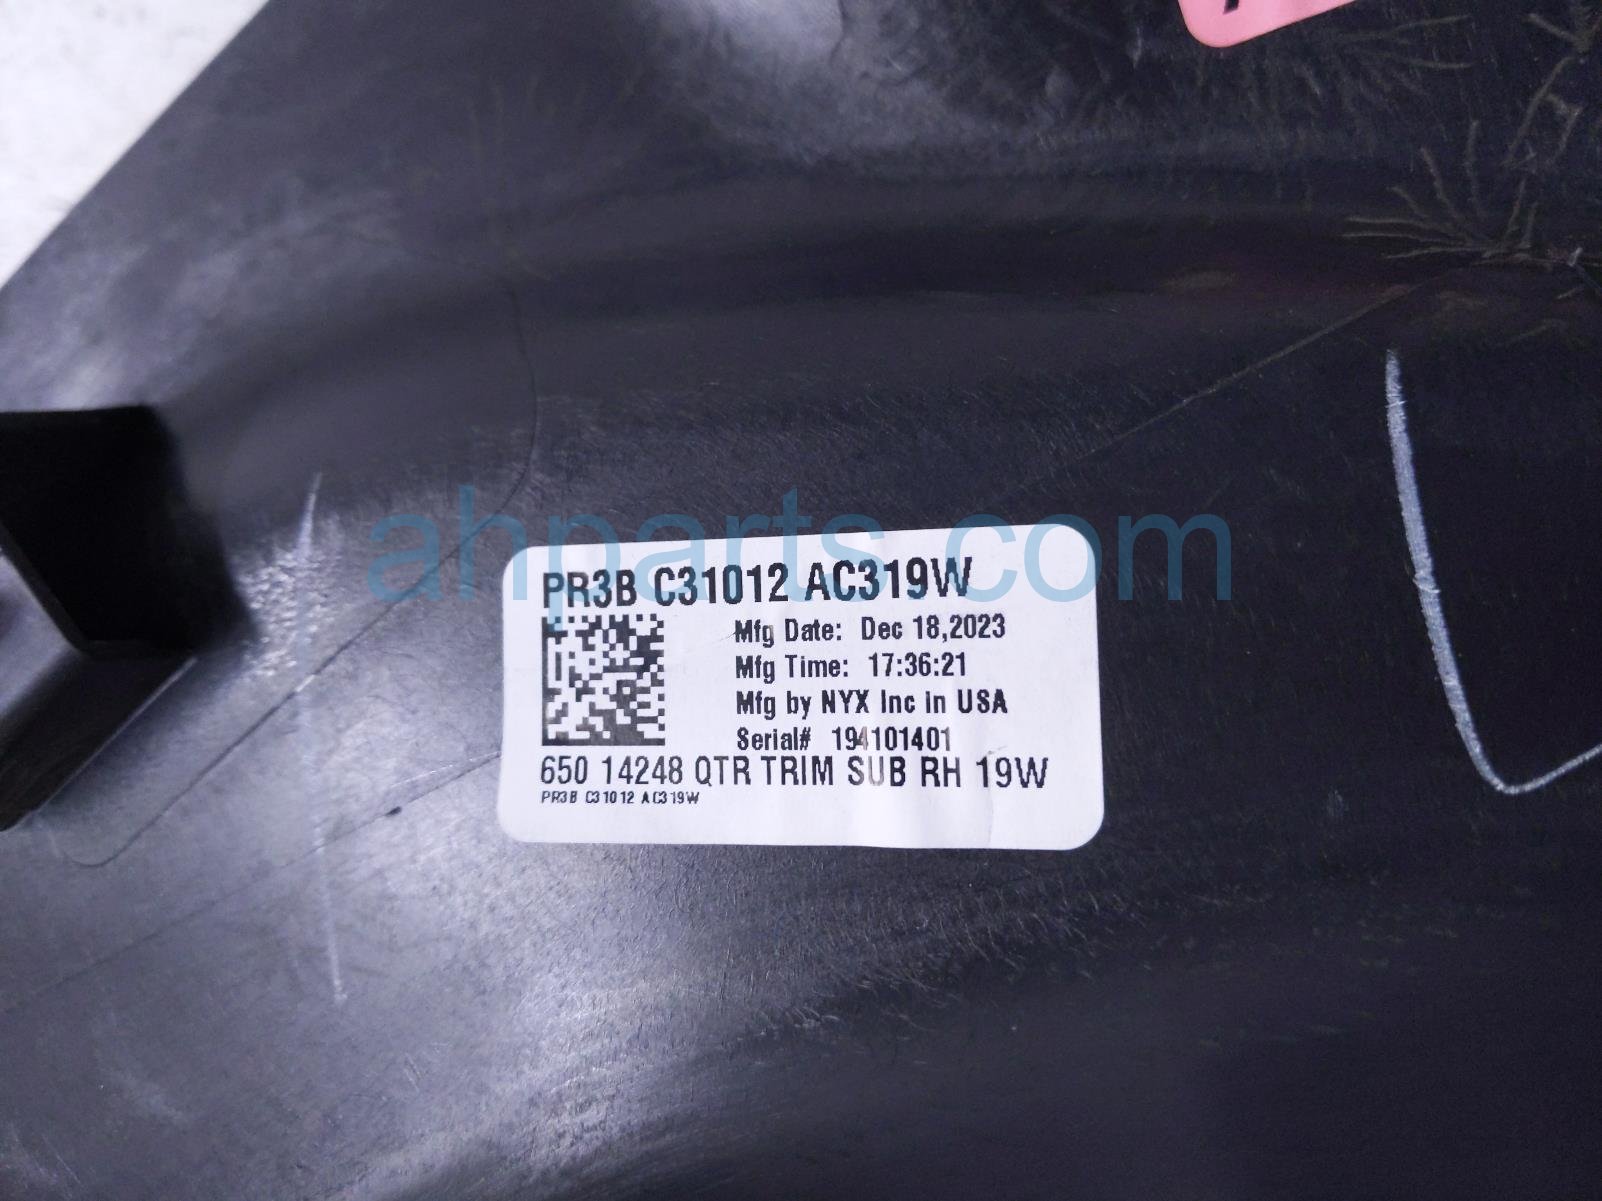 ahparts.com
PR3B C31012 AC319W
Mfg Date: Dec 18,2023
Mfg Time: 17:36:21
Mfg by NYX Inc in USA
Serial# 194101401
650 14248 QTR TRIM SUB RH 19W
PR3B C31012 AC319W